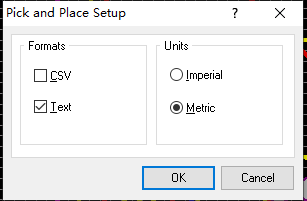 Pick and Place Setup ?
Formats
CSV
Text
Units
Imperial
Metric
OK
Cancel